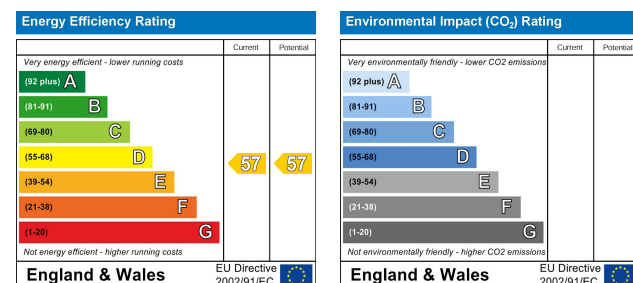 Energy Efficiency Rating
Current Potential
Very energy efficient - lower running costs
(92 plus) A
(81-91) B
(69-80) C
(55-68) D
57 57
(39-54) E
(21-38) F
(1-20) G
Not energy efficient - higher running costs
England & Wales
EU Directive
2002/91/EC
Environmental Impact (CO₂) Rating
Current Potential
Very environmentally friendly - lower CO2 emissions
(92 plus) A
(81-91) B
(69-80) C
(55-68) D
(39-54) E
(21-38) F
(1-20) G
Not environmentally friendly - higher CO2 emissions
England & Wales
EU Directive
2002/91/EC